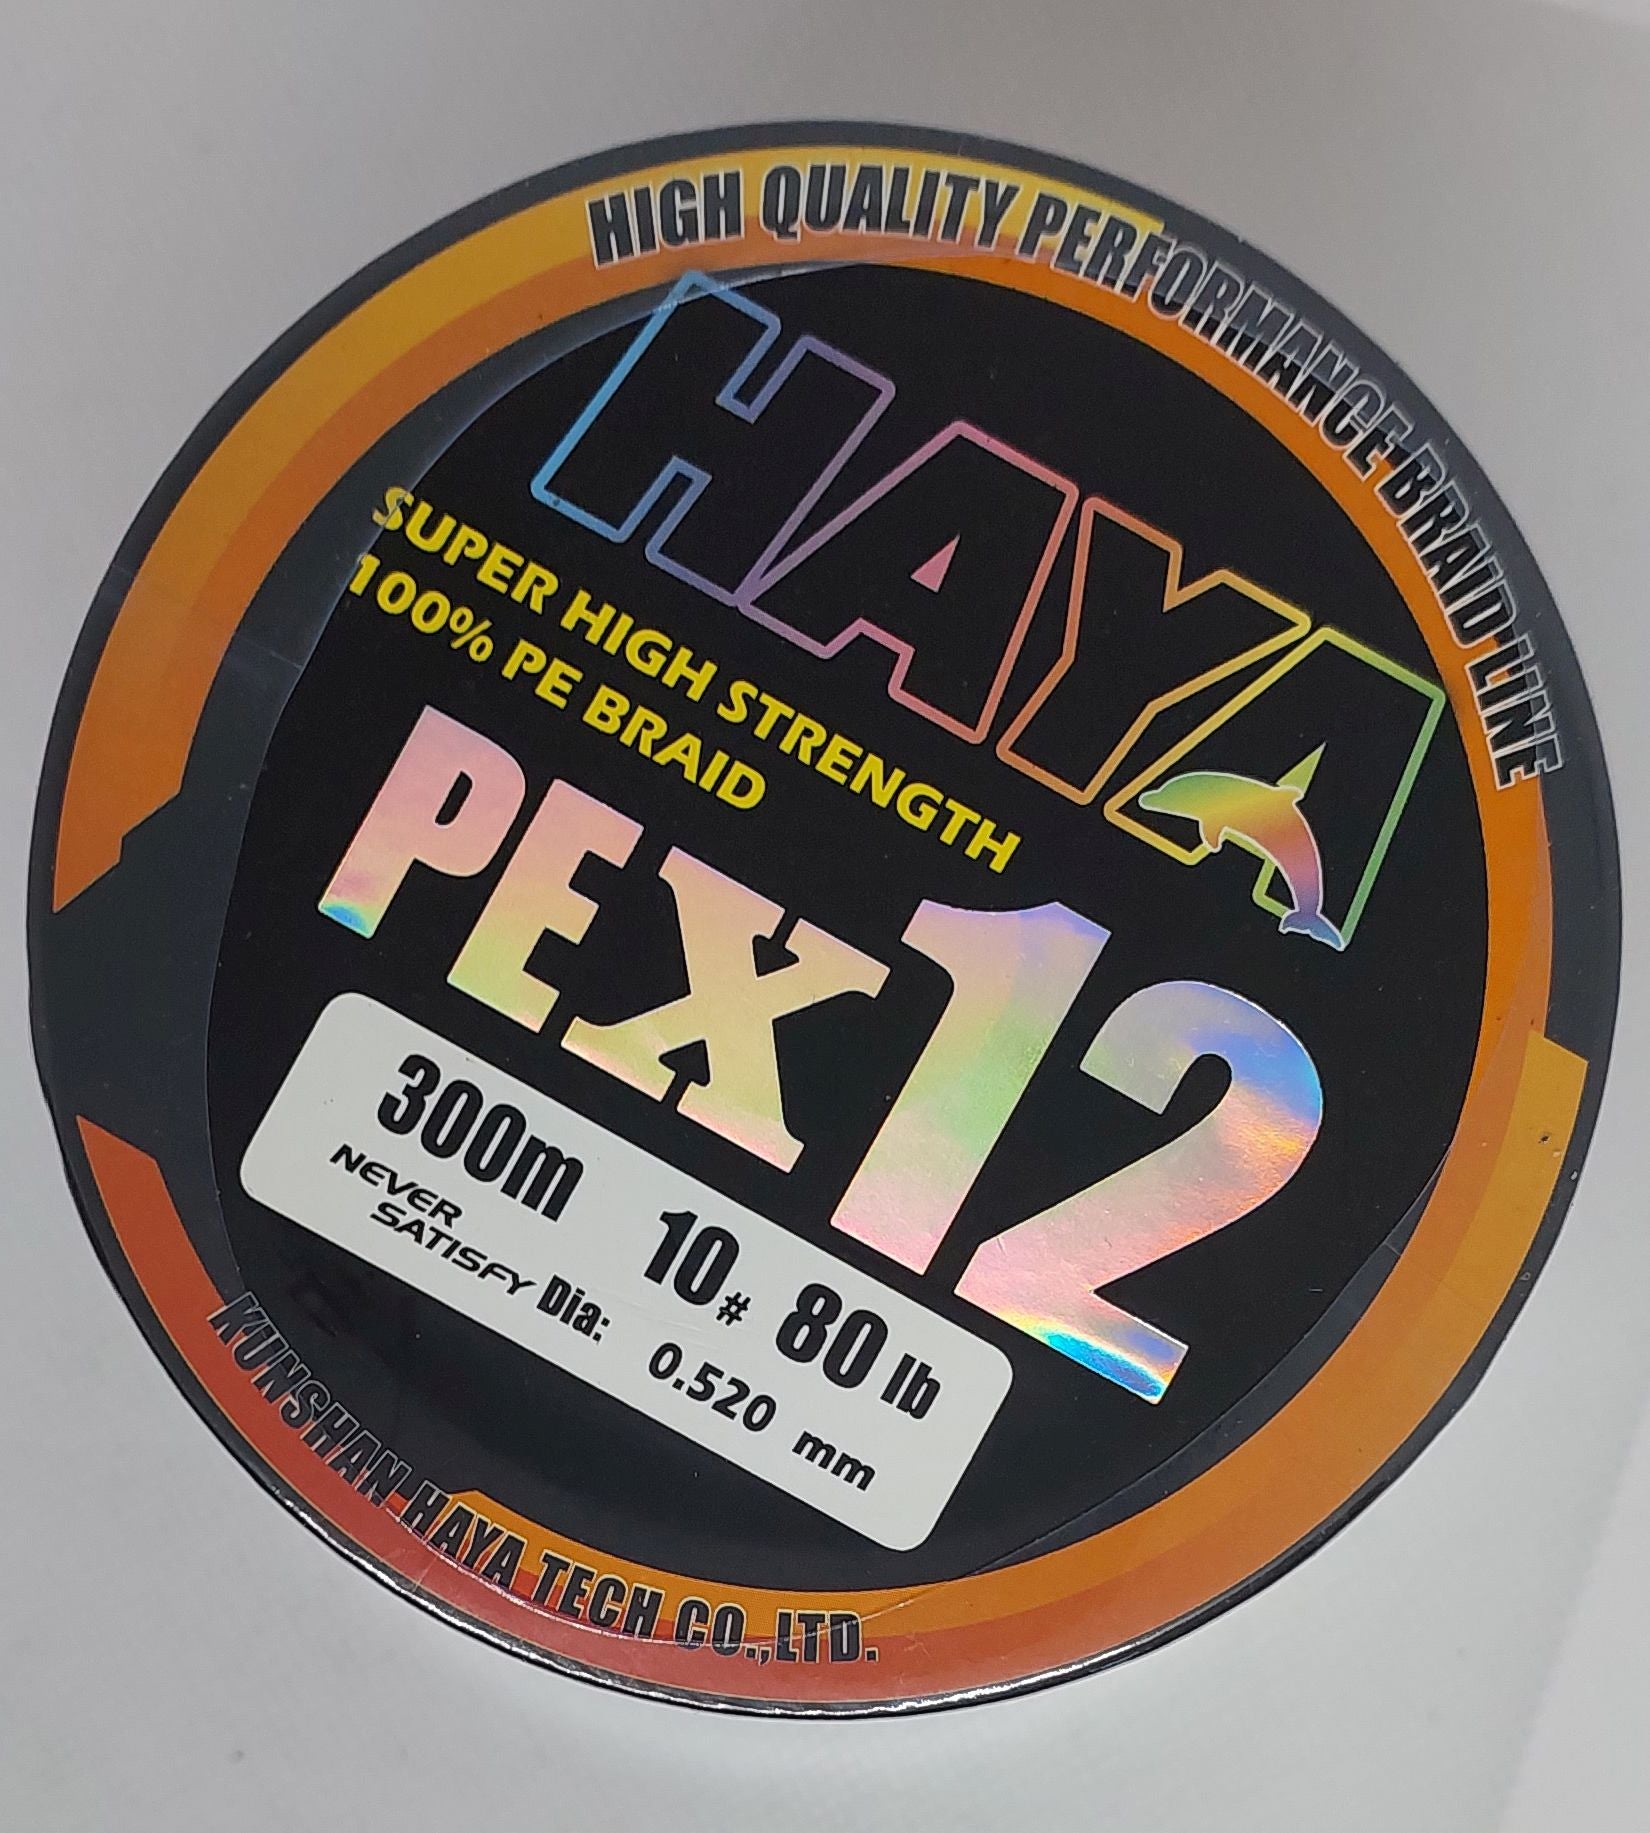 HIGH QUALITY PERFORMANCE BRAID LINE
HAYA
SUPER HIGH STRENGTH
100% PE BRAID
PEX12
300m 10# 80 lb
NEVER
SATISFY Dia: 0.520 mm
KUNSHAN HAYA TECH CO.,LTD.